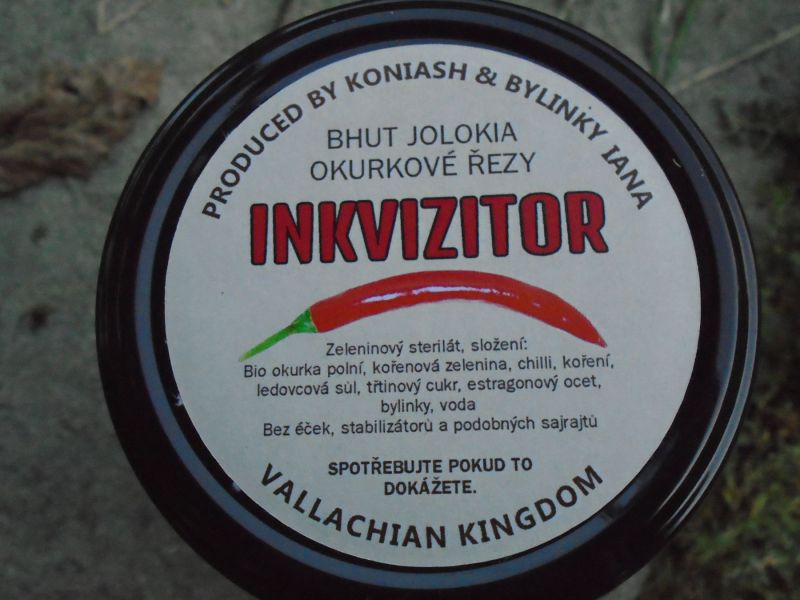 PRODUCED BY KONIASH & BYLINKY IANA
BHUT JOLOKIA
OKURKOVÉ ŘEZY
INKVIZITOR
Zeleninový sterilát, složení:
Bio okurka polní, kořenová zelenina, chilli, koření,
ledovcová sůl, třtinový cukr, estragonový ocet,
bylinky, voda
Bez éček, stabilizátorů a podobných sajrajtů
SPOTŘEBUJTE POKUD TO
DOKÁŽETE.
VALLACHIAN KINGDOM